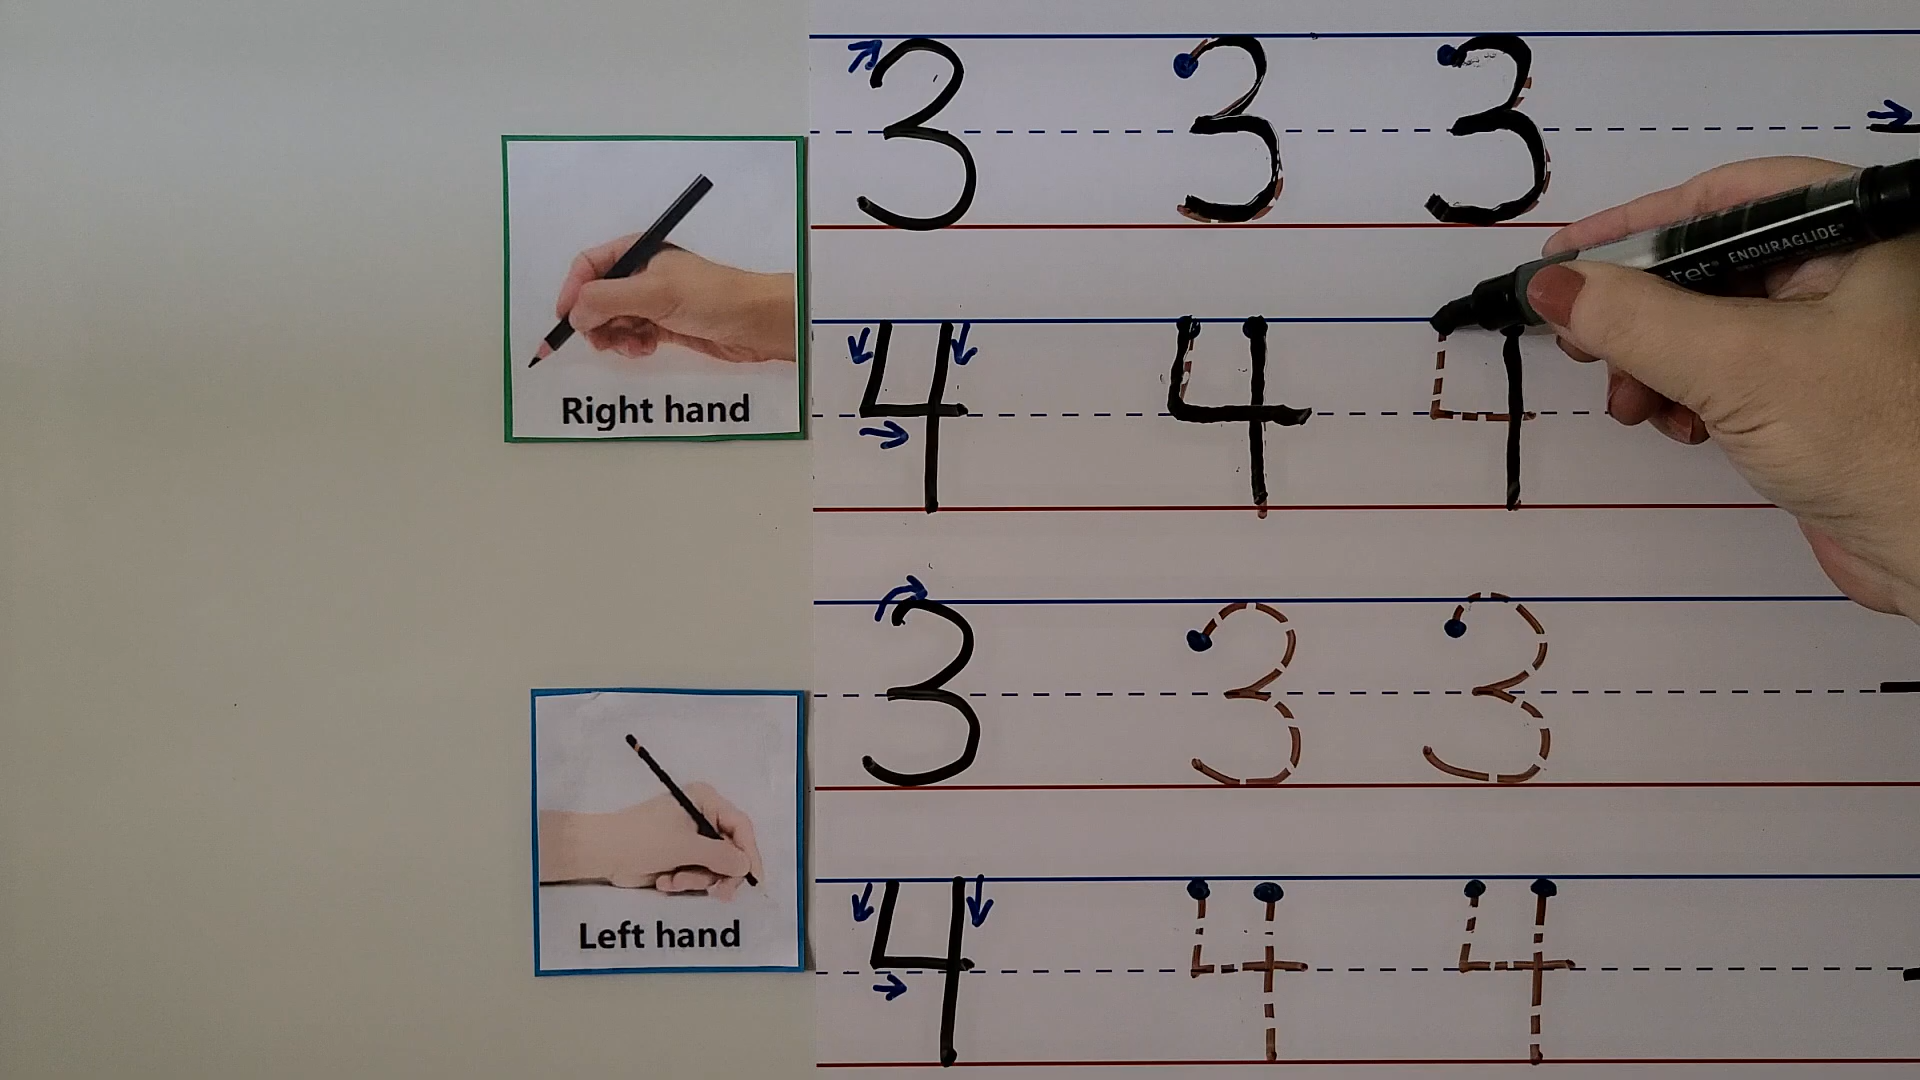 3 3 3
Right hand
ENDURAGLIDE
4 4 4
3 3 3
Left hand
4 4 4